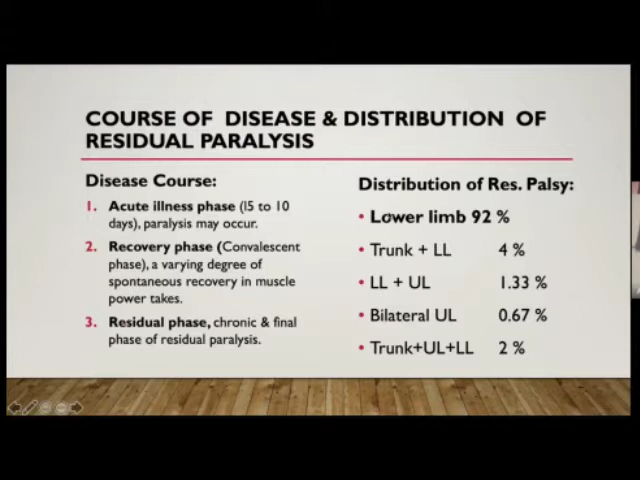 COURSE OF DISEASE & DISTRIBUTION OF
RESIDUAL PARALYSIS
Disease Course:
1. Acute illness phase (l5 to 10
days), paralysis may occur.
2. Recovery phase (Convalescent
phase), a varying degree of
spontaneous recovery in muscle
power takes.
3. Residual phase, chronic & final
phase of residual paralysis.
Distribution of Res. Palsy:
• Lower limb 92 %
• Trunk + LL 4 %
• LL + UL 1.33 %
• Bilateral UL 0.67 %
• Trunk+UL+LL 2 %